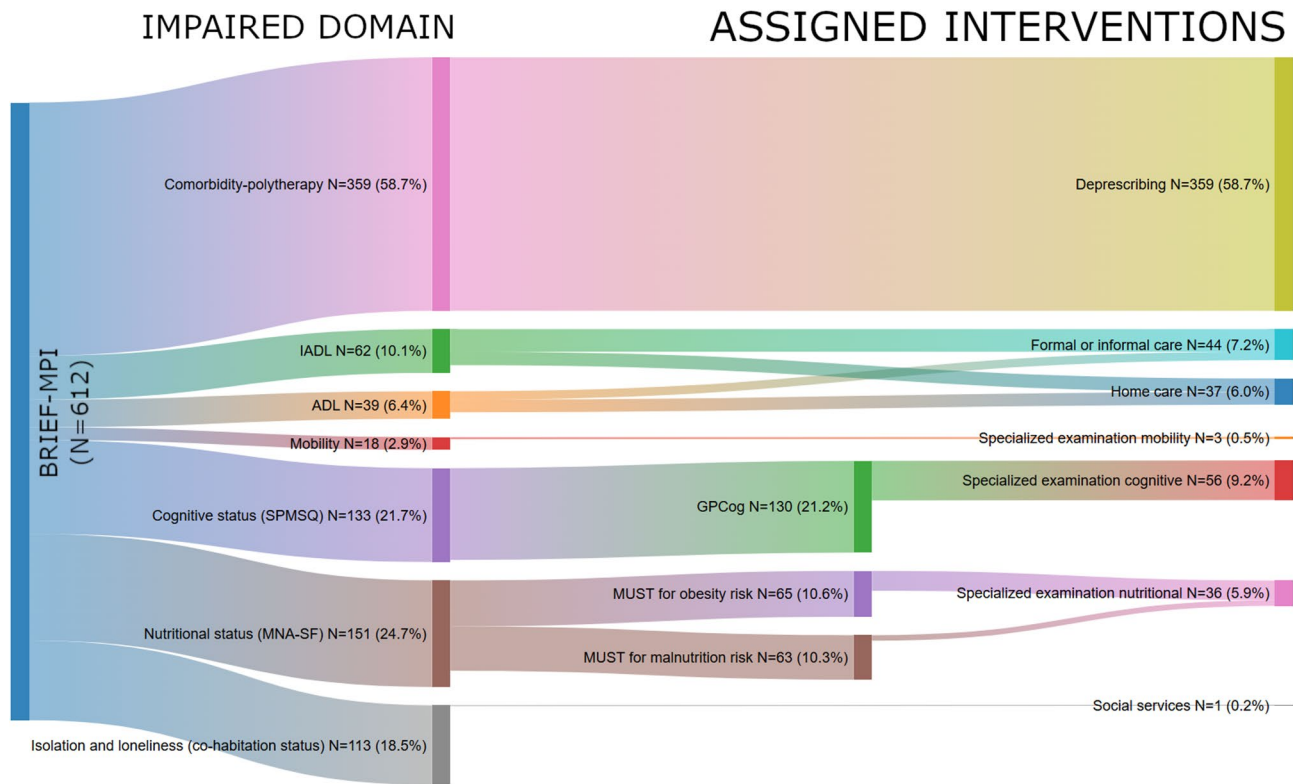 IMPAIRED DOMAIN
ASSIGNED INTERVENTIONS
BRIEF-MPI
(N=612)
Comorbidity-polytherapy N=359 (58.7%)
Deprescribing N=359 (58.7%)
IADL N=62 (10.1%)
Formal or informal care N=44 (7.2%)
Home care N=37 (6.0%)
ADL N=39 (6.4%)
Mobility N=18 (2.9%)
Specialized examination mobility N=3 (0.5%)
Specialized examination cognitive N=56 (9.2%)
Cognitive status (SPMSQ) N=133 (21.7%)
GPCog N=130 (21.2%)
MUST for obesity risk N=65 (10.6%)
Specialized examination nutritional N=36 (5.9%)
Nutritional status (MNA-SF) N=151 (24.7%)
MUST for malnutrition risk N=63 (10.3%)
Social services N=1 (0.2%)
Isolation and loneliness (co-habitation status) N=113 (18.5%)